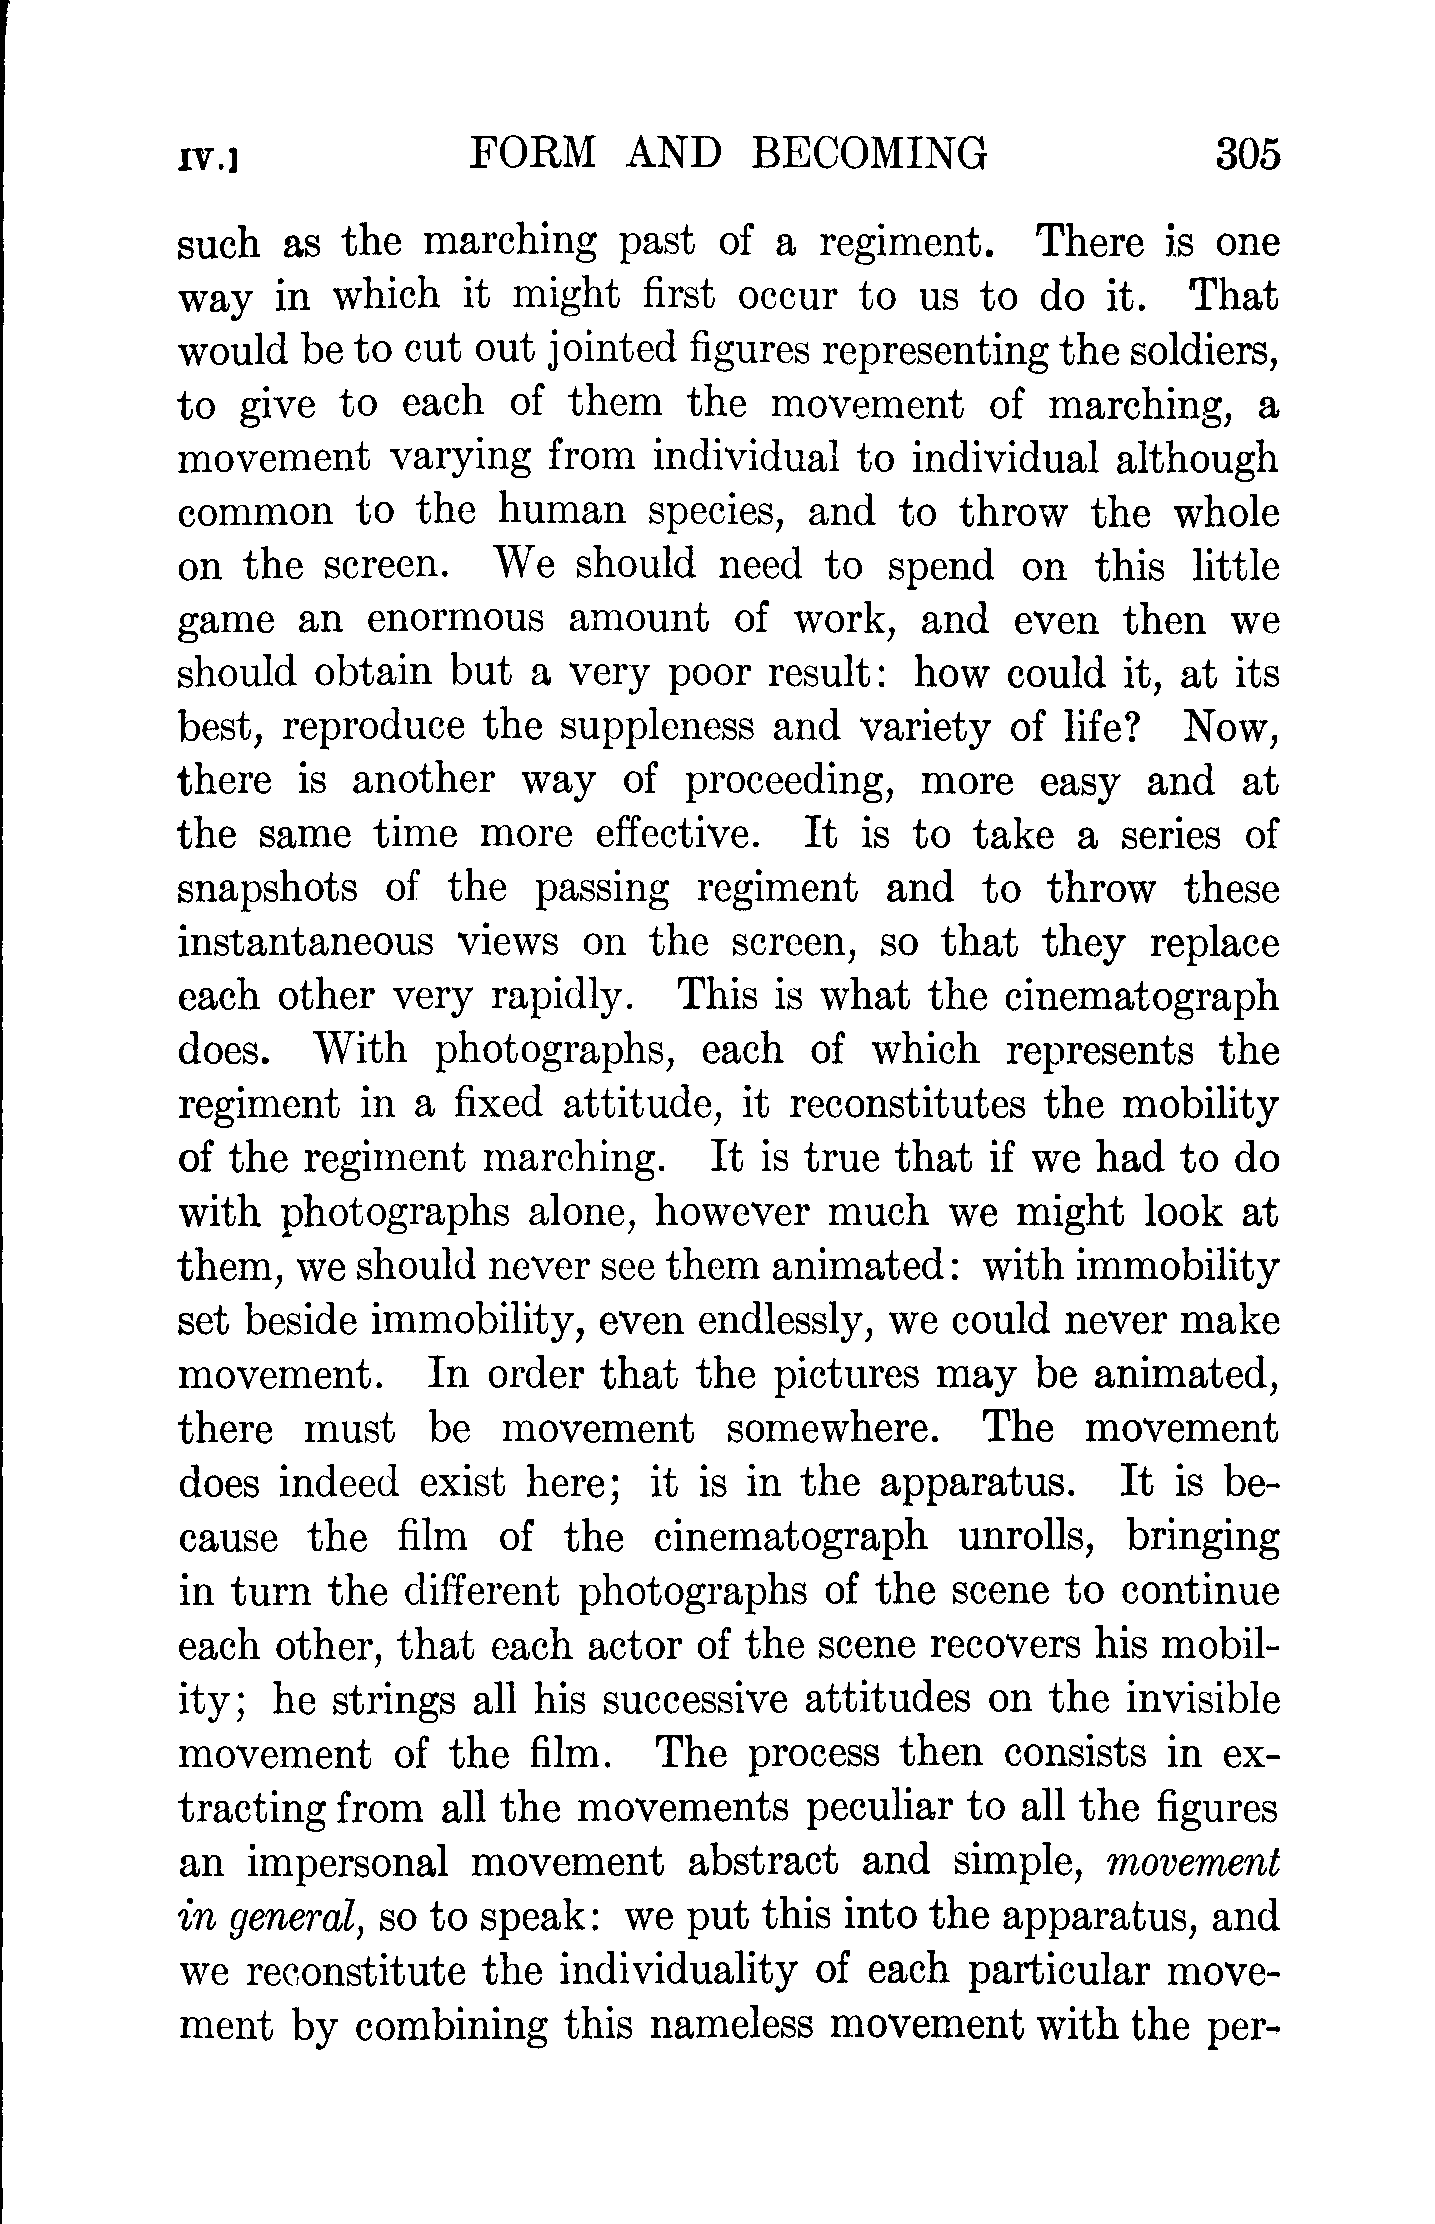 IV.] FORM AND BECOMING 305
such as the marching past of a regiment. There is one
way in which it might first occur to us to do it. That
would be to cut out jointed figures representing the soldiers,
to give to each of them the movement of marching, a
movement varying from individual to individual although
common to the human species, and to throw the whole
on the screen. We should need to spend on this little
game an enormous amount of work, and even then we
should obtain but a very poor result: how could it, at its
best, reproduce the suppleness and variety of life? Now,
there is another way of proceeding, more easy and at
the same time more effective. It is to take a series of
snapshots of the passing regiment and to throw these
instantaneous views on the screen, so that they replace
each other very rapidly. This is what the cinematograph
does. With photographs, each of which represents the
regiment in a fixed attitude, it reconstitutes the mobility
of the regiment marching. It is true that if we had to do
with photographs alone, however much we might look at
them, we should never see them animated: with immobility
set beside immobility, even endlessly, we could never make
movement. In order that the pictures may be animated,
there must be movement somewhere. The movement
does indeed exist here; it is in the apparatus. It is be-
cause the film of the cinematograph unrolls, bringing
in turn the different photographs of the scene to continue
each other, that each actor of the scene recovers his mobil-
ity; he strings all his successive attitudes on the invisible
movement of the film. The process then consists in ex-
tracting from all the movements peculiar to all the figures
an impersonal movement abstract and simple, movement
in general, so to speak: we put this into the apparatus, and
we reconstitute the individuality of each particular move-
ment by combining this nameless movement with the per-